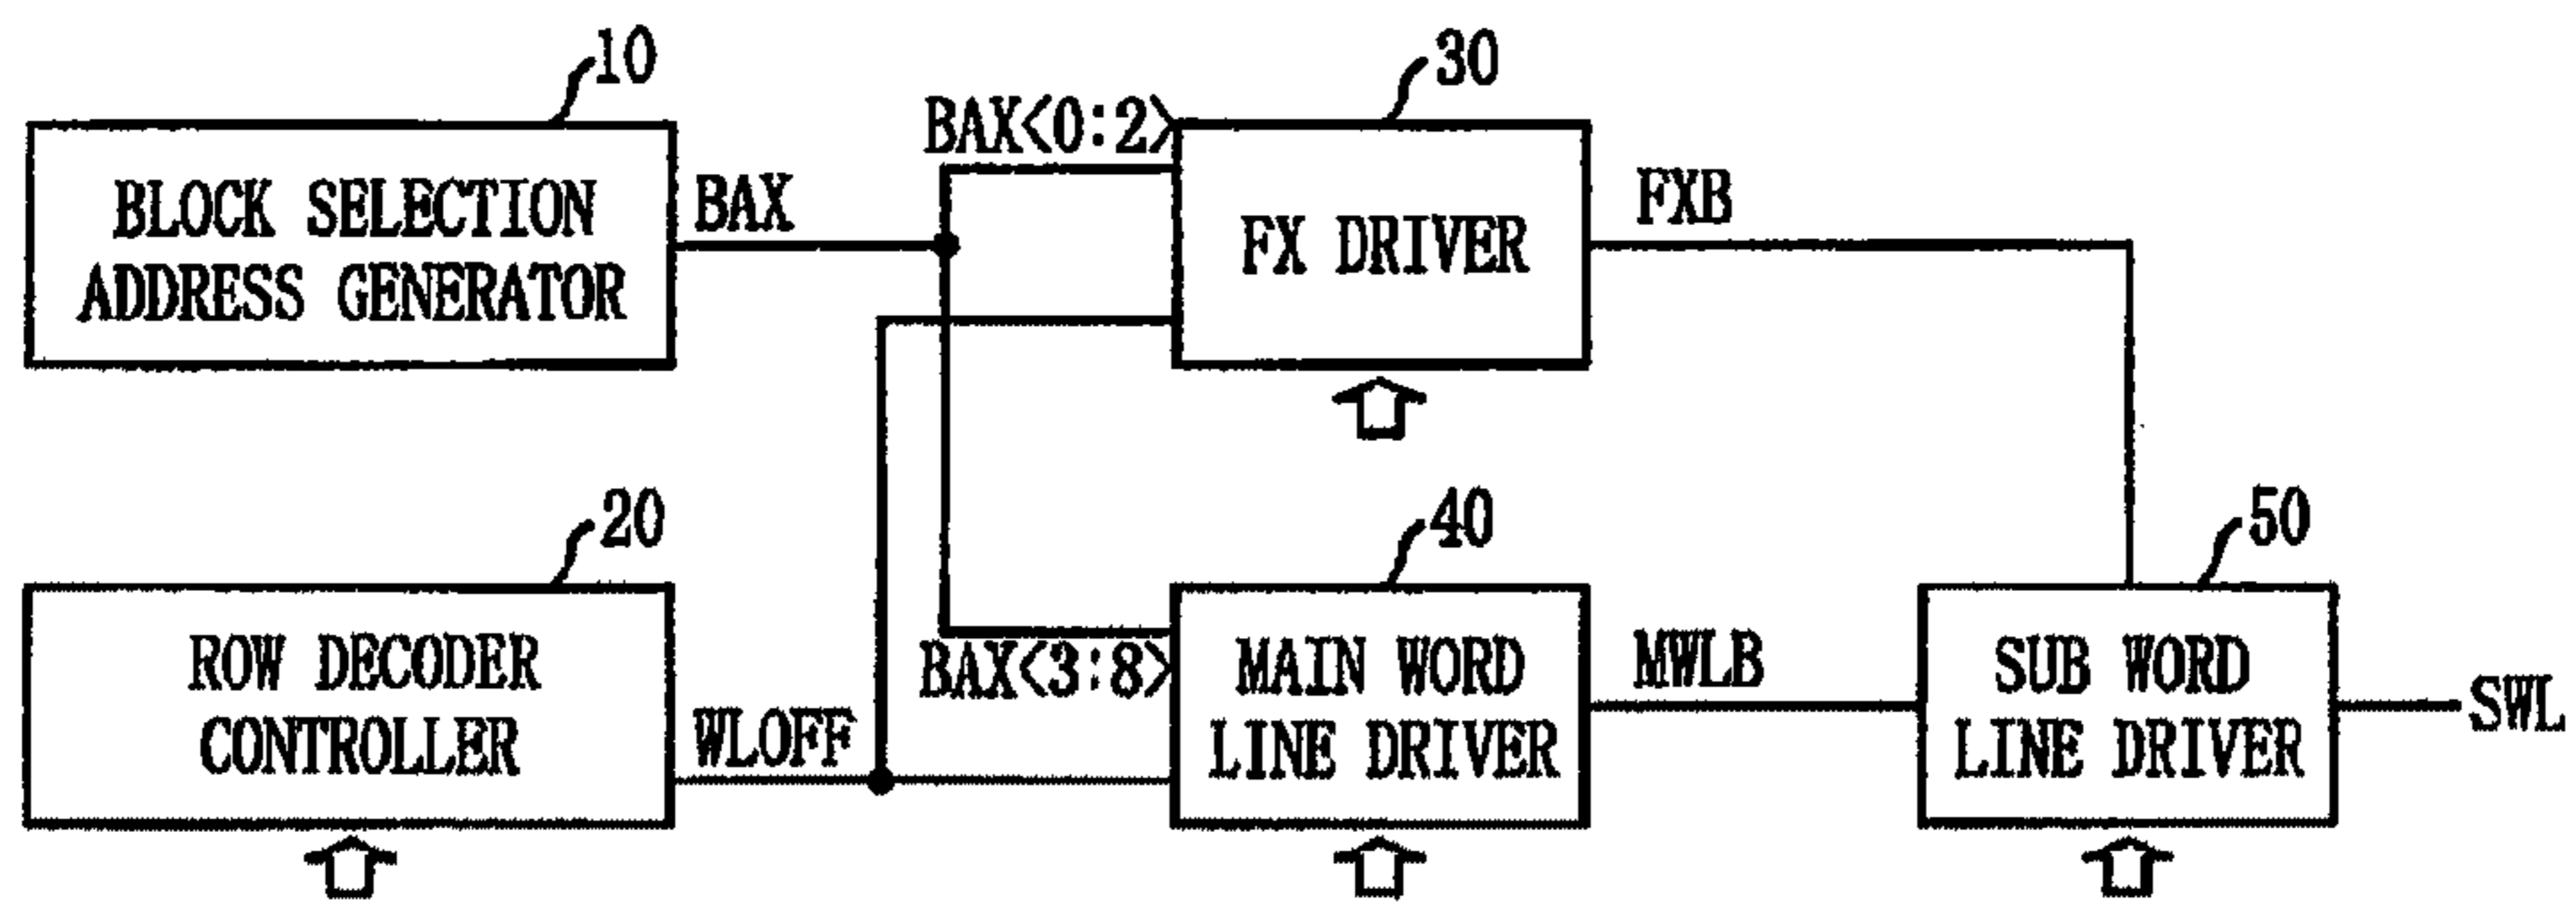 10
BLOCK SELECTION
ADDRESS GENERATOR
BAX
BAX<0:2>
30
FX DRIVER
FXB
20
ROW DECODER
CONTROLLER
WLOFF
BAX<3:8>
40
MAIN WORD
LINE DRIVER
MWLB
50
SUB WORD
LINE DRIVER
SWL